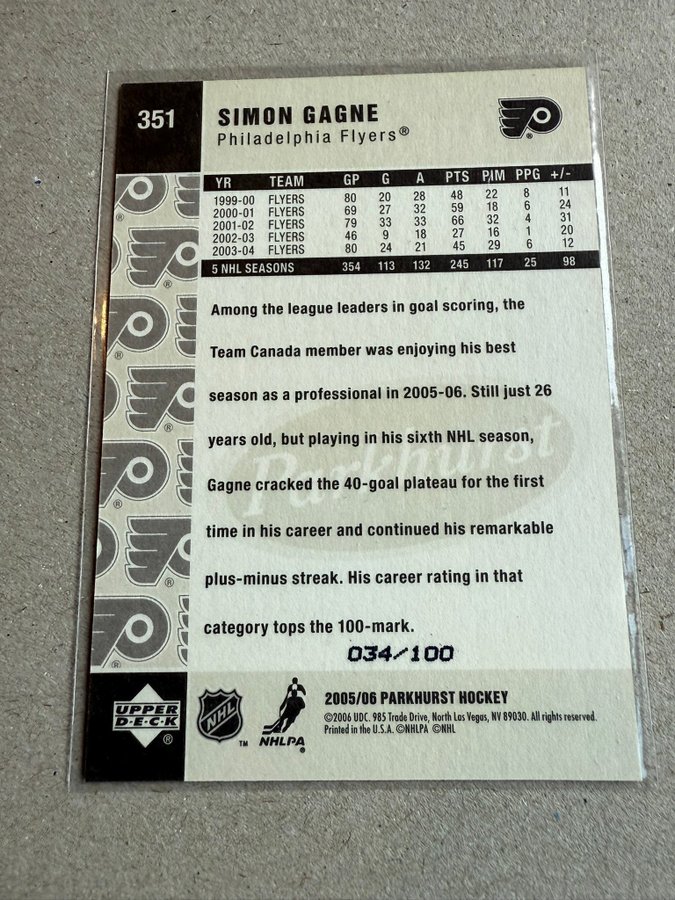 351
SIMON GAGNE
Philadelphia Flyers®
YR TEAM GP G A PTS PIM PPG +/-
1999-00 FLYERS 80 20 28 48 22 8 11
2000-01 FLYERS 69 27 32 59 18 6 24
2001-02 FLYERS 79 33 33 66 32 4 31
2002-03 FLYERS 46 9 18 27 16 1 20
2003-04 FLYERS 80 24 21 45 29 6 12
5 NHL SEASONS 354 113 132 245 117 25 98
Among the league leaders in goal scoring, the
Team Canada member was enjoying his best
season as a professional in 2005-06. Still just 26
years old, but playing in his sixth NHL season,
Gagne cracked the 40-goal plateau for the first
time in his career and continued his remarkable
plus-minus streak. His career rating in that
category tops the 100-mark.
Parkhurst
034/100
UPPER
D·E·C·K
®
NHL
TM
NHLPA
®
2005/06 PARKHURST HOCKEY
©2006 UDC. 985 Trade Drive, North Las Vegas, NV 89030. All rights reserved.
Printed in the U.S.A. ©NHLPA ©NHL